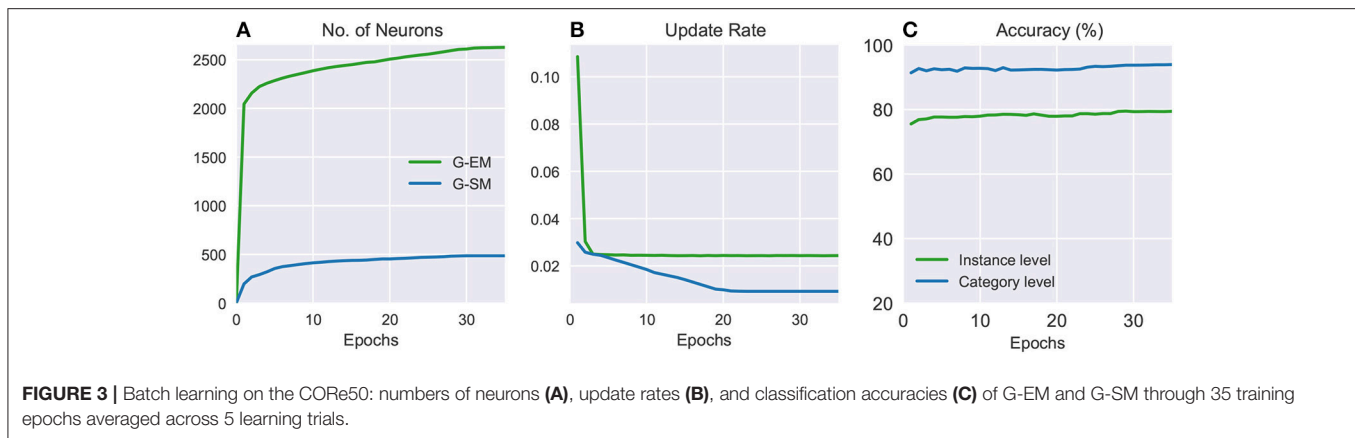 A
No. of Neurons
2500
2000
1500
1000
500
0
0
10
20
30
Epochs
G-EM
G-SM
B
Update Rate
0.10
0.08
0.06
0.04
0.02
0
10
20
30
Epochs
C
Accuracy (%)
100
80
60
40
20
0
10
20
30
Epochs
Instance level
Category level
FIGURE 3 | Batch learning on the CORe50: numbers of neurons (A), update rates (B), and classification accuracies (C) of G-EM and G-SM through 35 training
epochs averaged across 5 learning trials.